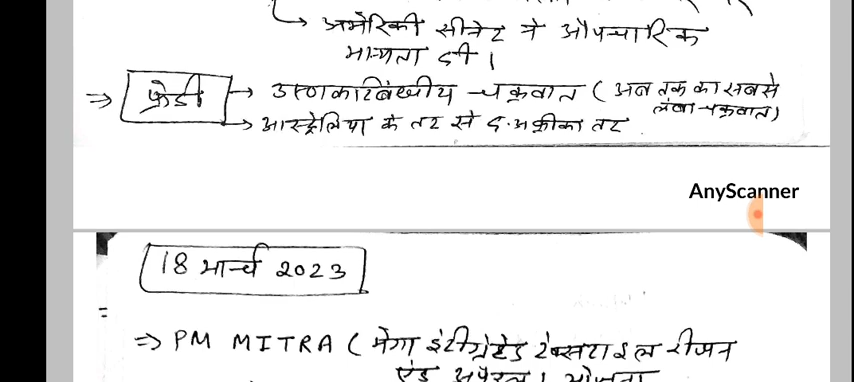 ↳ अमेरिकी सीनेट ने औपचारिक
मान्यता दी।
⇒ फ्रेडी → उष्णकटिबंधीय चक्रवात (अब तक का सबसे
लंबा चक्रवात)
→ आस्ट्रेलिया के तट से द.अफ्रीका तट
AnyScanner
18 मार्च 2023
=
⇒ PM MITRA (मेगा इंटीग्रेटेड टेक्सटाइल रीजन
एंड अपैरल) योजना